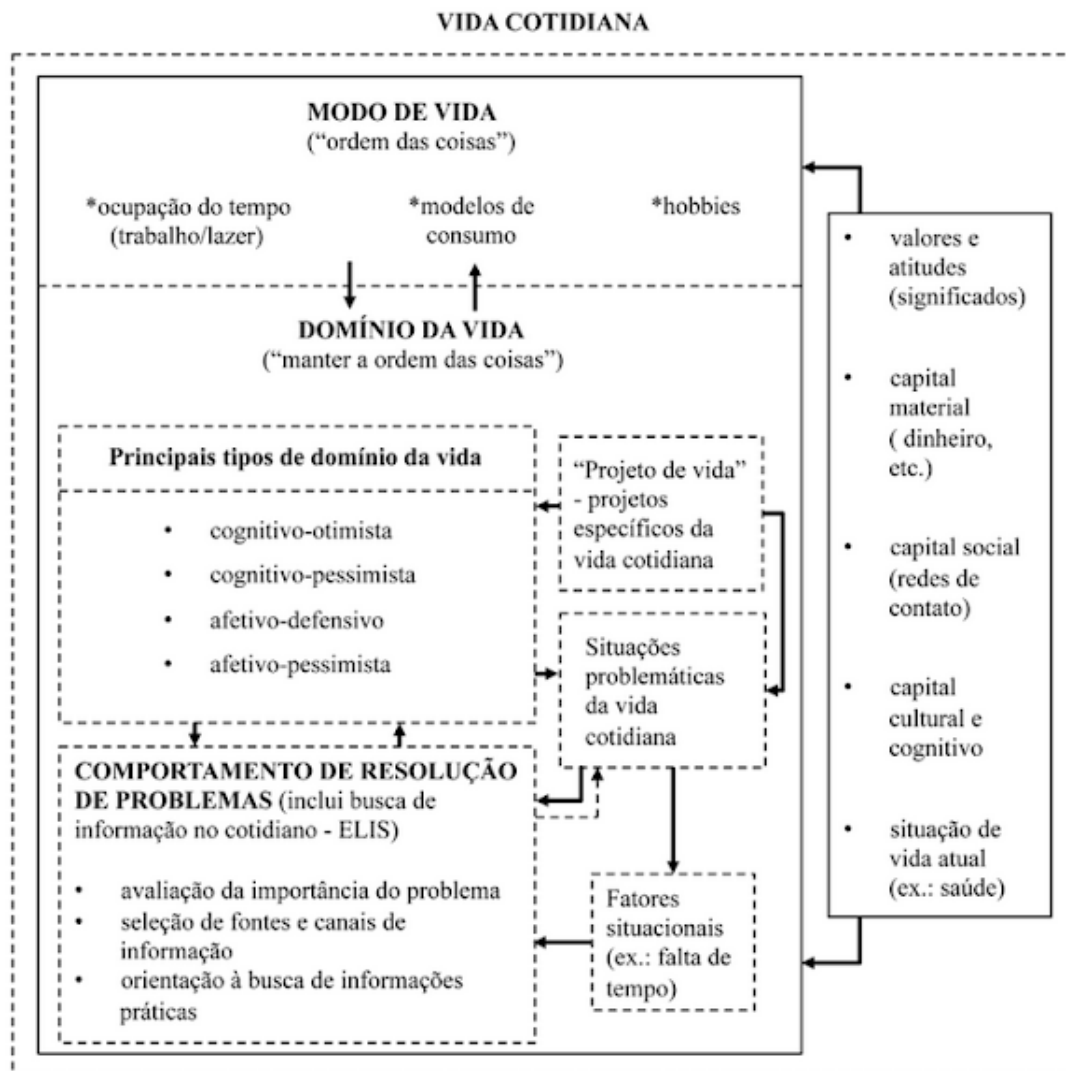 VIDA COTIDIANA
MODO DE VIDA
(“ordem das coisas”)
*ocupação do tempo
(trabalho/lazer)
*modelos de
consumo
*hobbies
DOMÍNIO DA VIDA
(“manter a ordem das coisas”)
Principais tipos de domínio da vida
• cognitivo-otimista
• cognitivo-pessimista
• afetivo-defensivo
• afetivo-pessimista
“Projeto de vida”
- projetos
específicos da
vida cotidiana
Situações
problemáticas
da vida
cotidiana
COMPORTAMENTO DE RESOLUÇÃO
DE PROBLEMAS (inclui busca de
informação no cotidiano - ELIS)
• avaliação da importância do problema
• seleção de fontes e canais de
informação
• orientação à busca de informações
práticas
Fatores
situacionais
(ex.: falta de
tempo)
• valores e
atitudes
(significados)
• capital
material
( dinheiro,
etc.)
• capital social
(redes de
contato)
• capital
cultural e
cognitivo
• situação de
vida atual
(ex.: saúde)